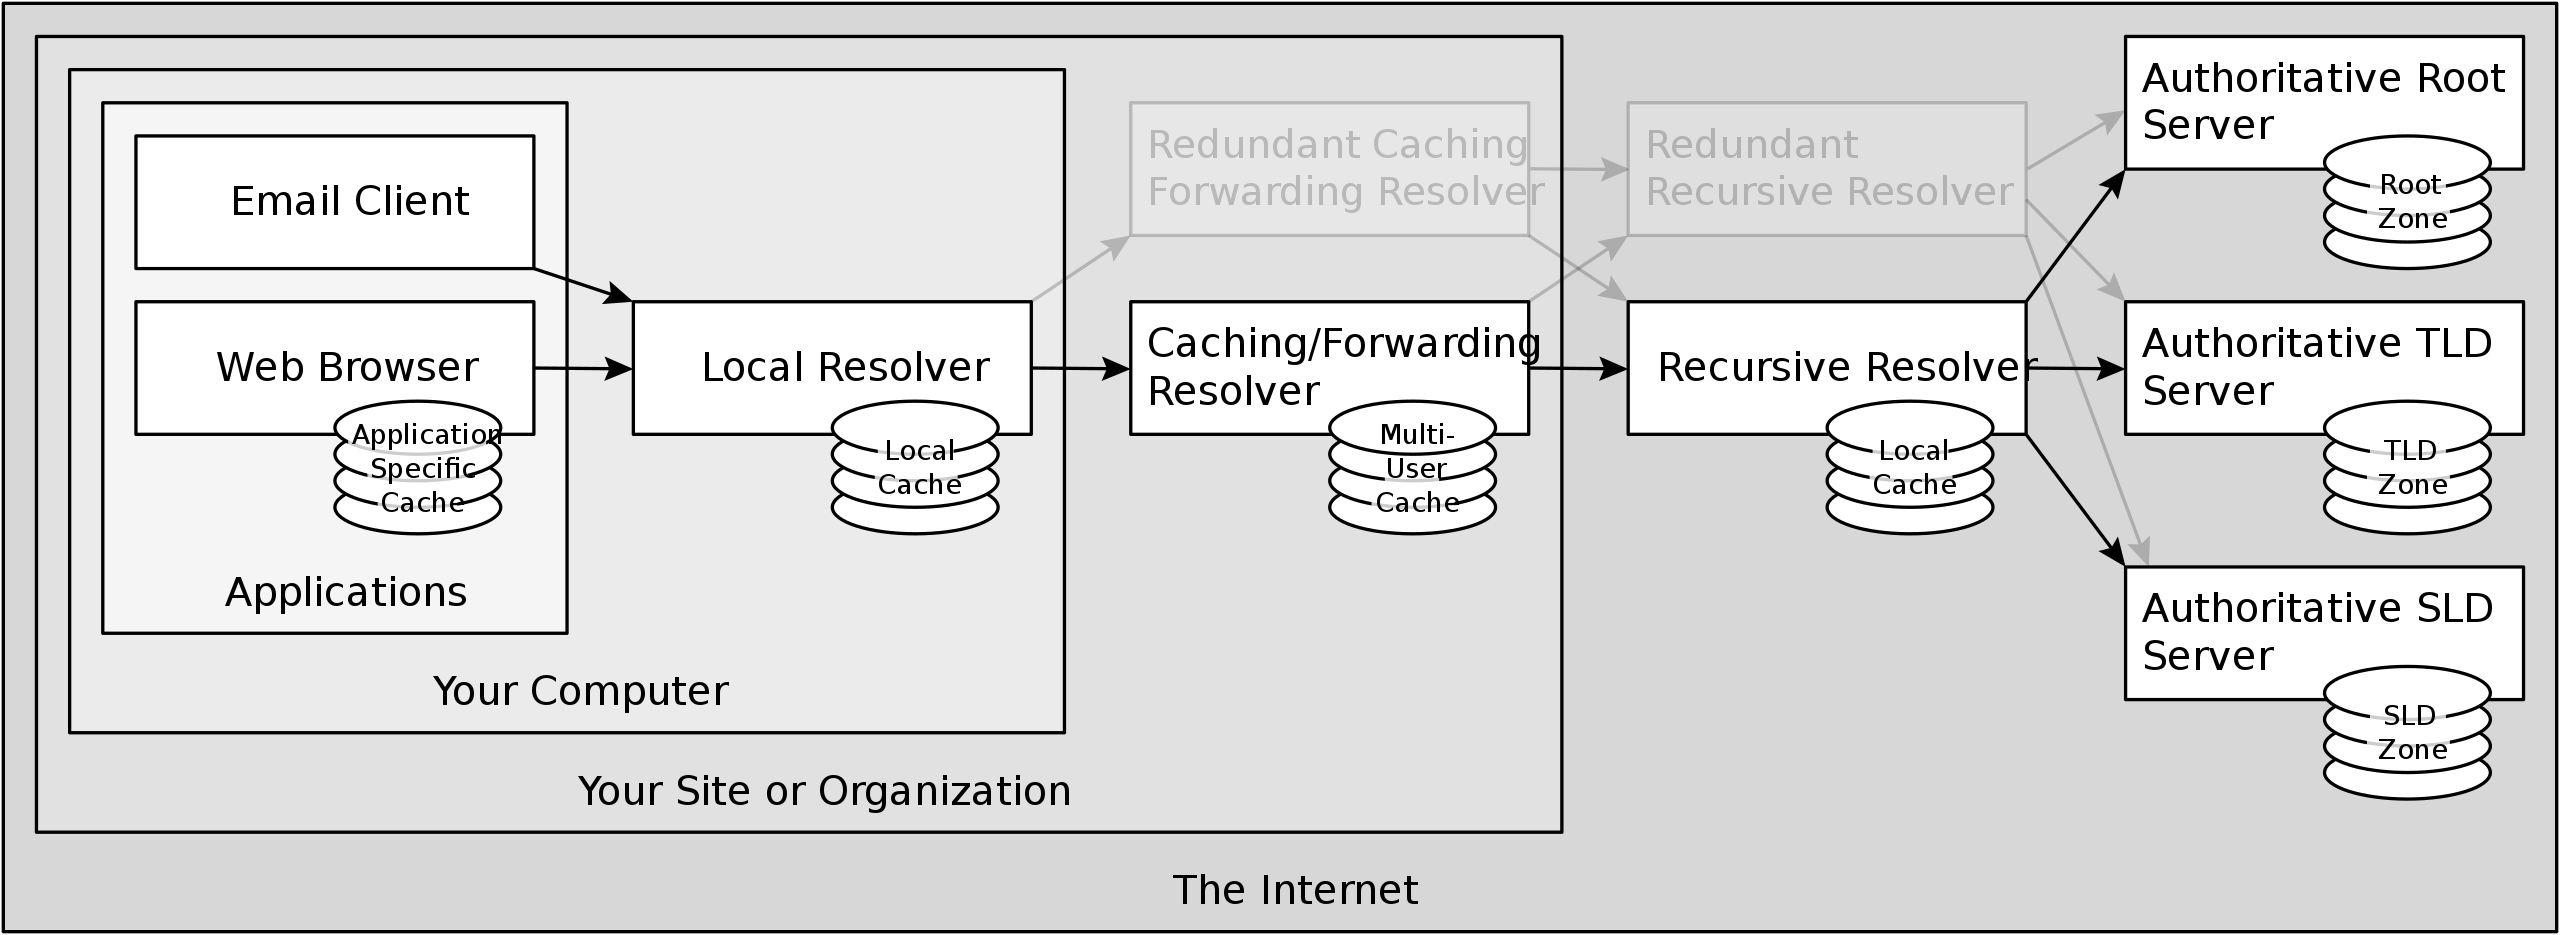 Email Client
Web Browser
Application
Specific
Cache
Applications
Your Computer
Local Resolver
Local
Cache
Your Site or Organization
Redundant Caching
Forwarding Resolver
Caching/Forwarding
Resolver
Multi-
User
Cache
The Internet
Redundant
Recursive Resolver
Recursive Resolver
Local
Cache
Authoritative Root
Server
Root
Zone
Authoritative TLD
Server
TLD
Zone
Authoritative SLD
Server
SLD
Zone